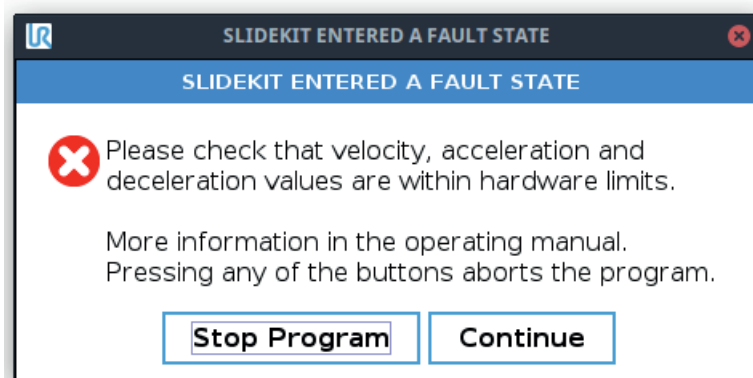 UR
SLIDEKIT ENTERED A FAULT STATE
SLIDEKIT ENTERED A FAULT STATE
Please check that velocity, acceleration and
deceleration values are within hardware limits.
More information in the operating manual.
Pressing any of the buttons aborts the program.
Stop Program
Continue